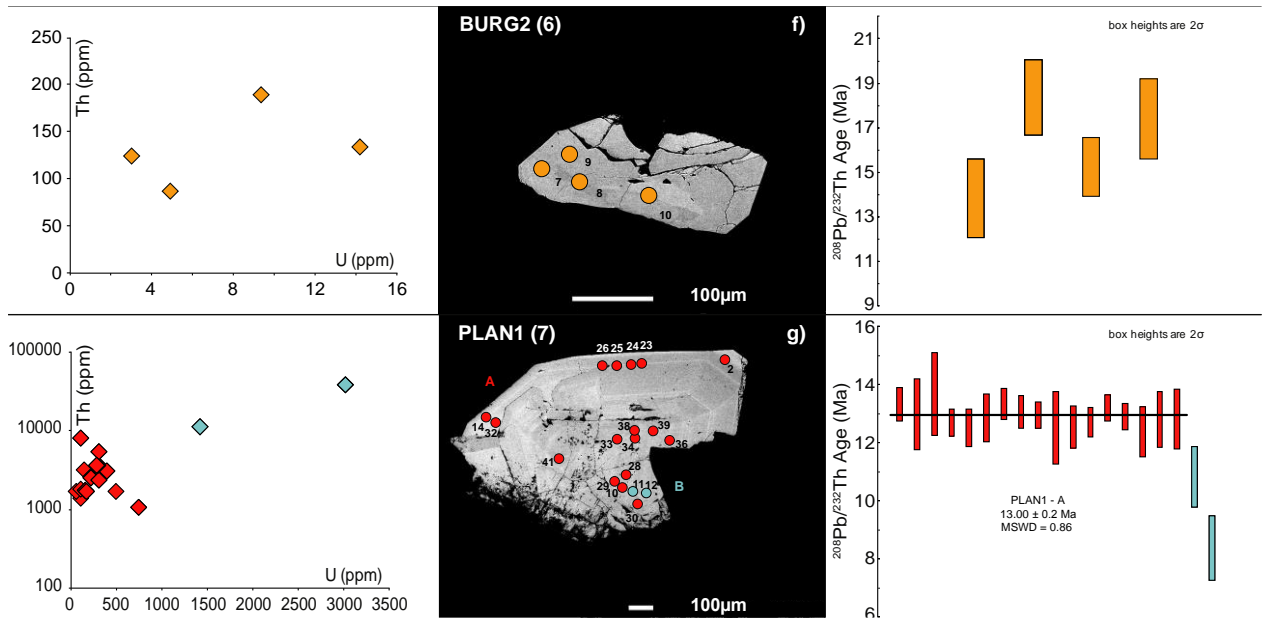 250
200
150
100
50
0
Th (ppm)
U (ppm)
0 4 8 12 16
BURG2 (6) f)
9
7
8
10
100µm
box heights are 2σ
21
19
17
15
13
11
9
208Pb/232Th Age (Ma)
100000
10000
1000
100
Th (ppm)
U (ppm)
0 500 1000 1500 2000 2500 3000 3500
PLAN1 (7) g)
26 25 24 23
2
A
14
32
38 39
33 34 36
41
28
29 11 12 B
10
30
100µm
box heights are 2σ
16
14
12
10
8
6
208Pb/232Th Age (Ma)
PLAN1 - A
13.00 ± 0.2 Ma
MSWD = 0.86